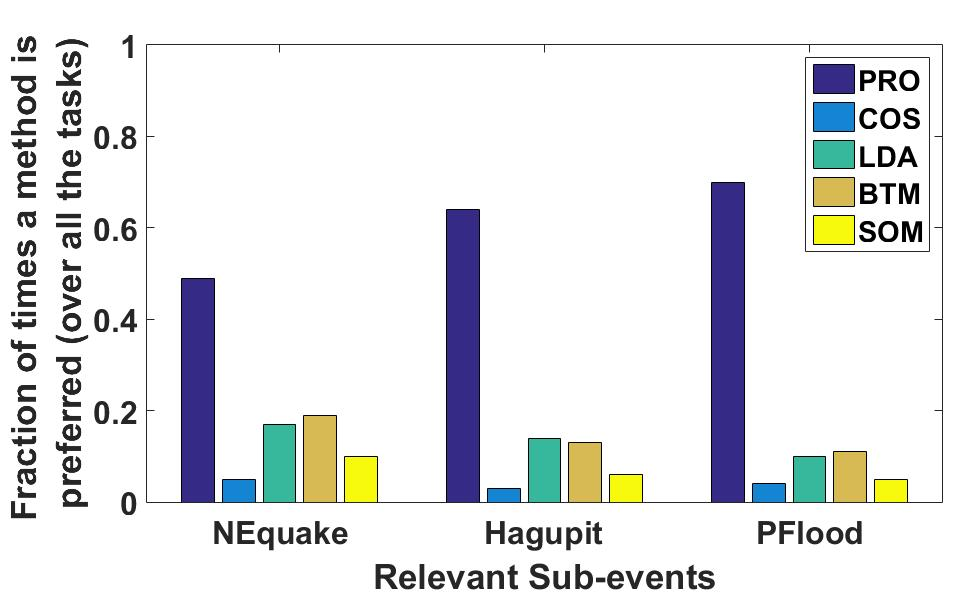 Fraction of times a method is
preferred (over all the tasks)
1
0.8
0.6
0.4
0.2
0
PRO
COS
LDA
BTM
SOM
NEquake Hagupit PFlood
Relevant Sub-events